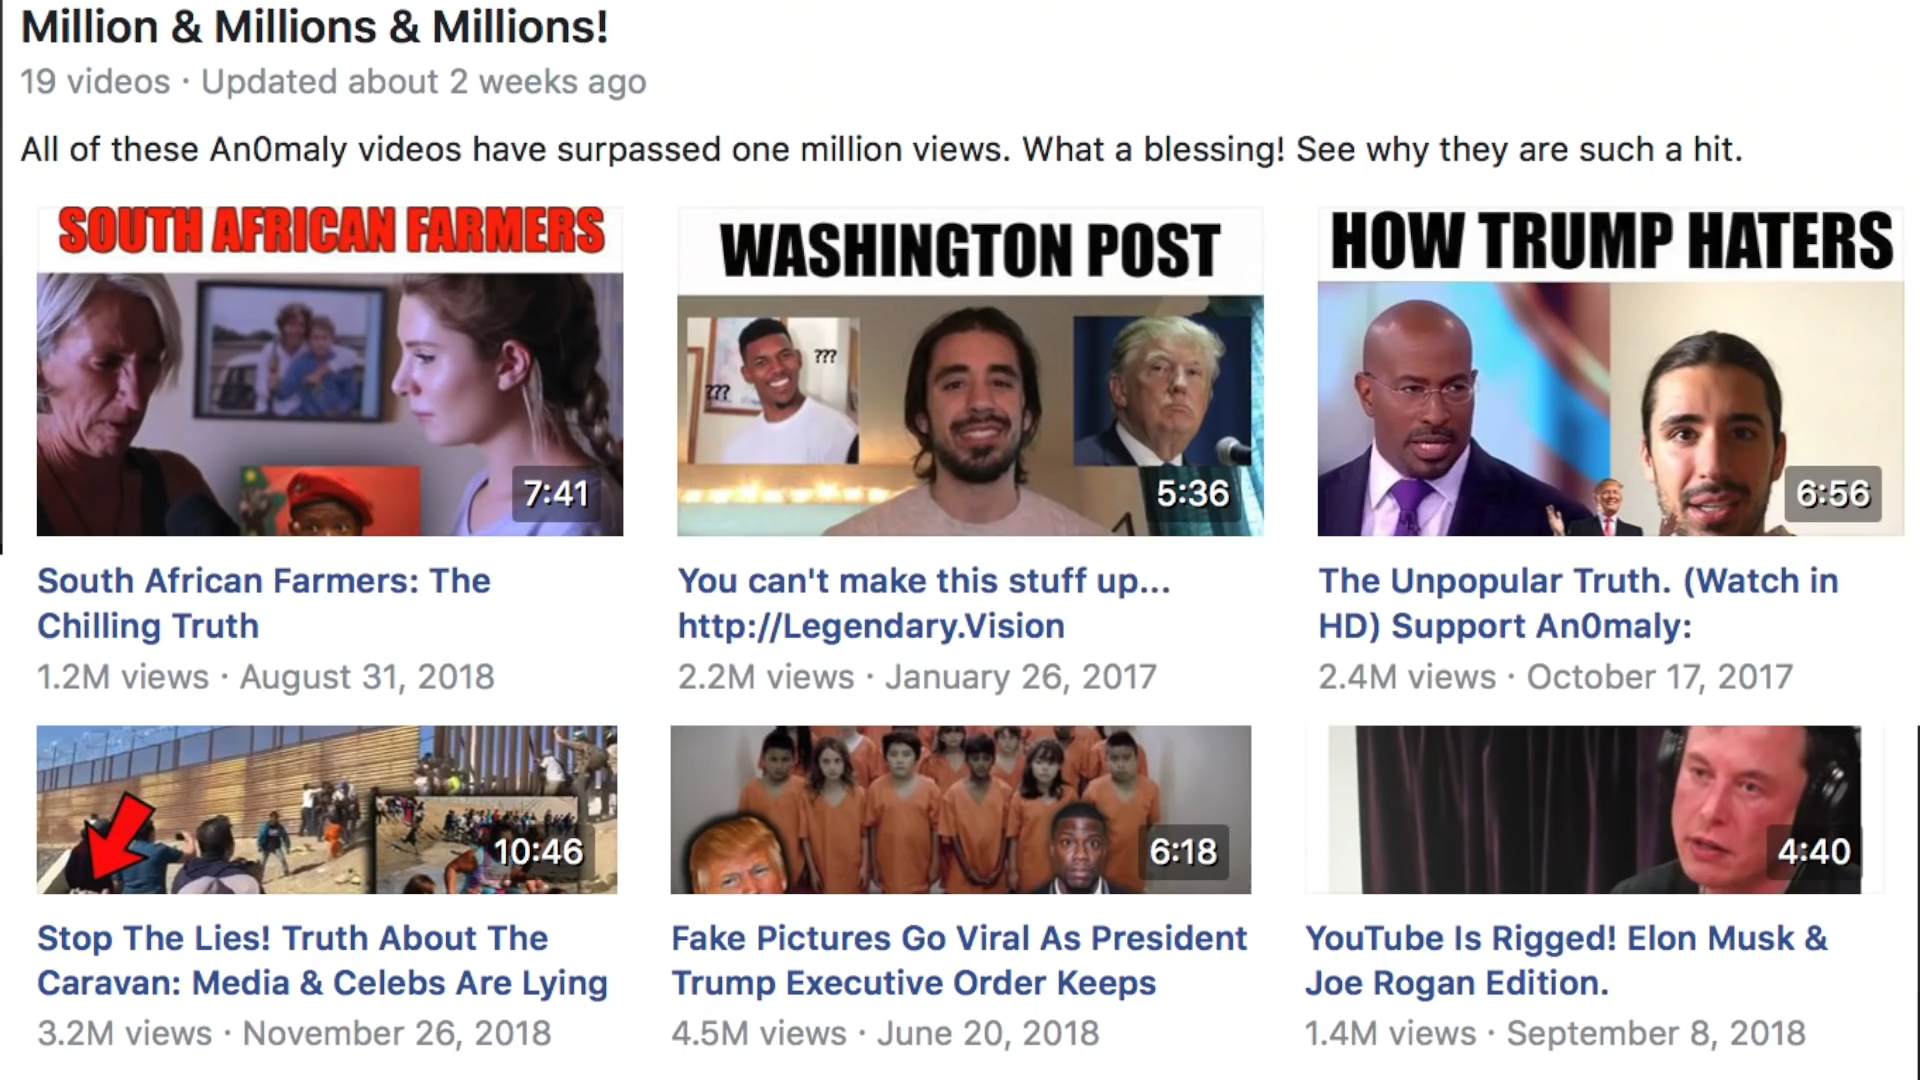 Million & Millions & Millions!
19 videos · Updated about 2 weeks ago
All of these An0maly videos have surpassed one million views. What a blessing! See why they are such a hit.
SOUTH AFRICAN FARMERS
7:41
South African Farmers: The
Chilling Truth
1.2M views · August 31, 2018
WASHINGTON POST
???
???
5:36
You can't make this stuff up...
http://Legendary.Vision
2.2M views · January 26, 2017
HOW TRUMP HATERS
6:56
The Unpopular Truth. (Watch in
HD) Support An0maly:
2.4M views · October 17, 2017
10:46
Stop The Lies! Truth About The
Caravan: Media & Celebs Are Lying
3.2M views · November 26, 2018
6:18
Fake Pictures Go Viral As President
Trump Executive Order Keeps
4.5M views · June 20, 2018
4:40
YouTube Is Rigged! Elon Musk &
Joe Rogan Edition.
1.4M views · September 8, 2018